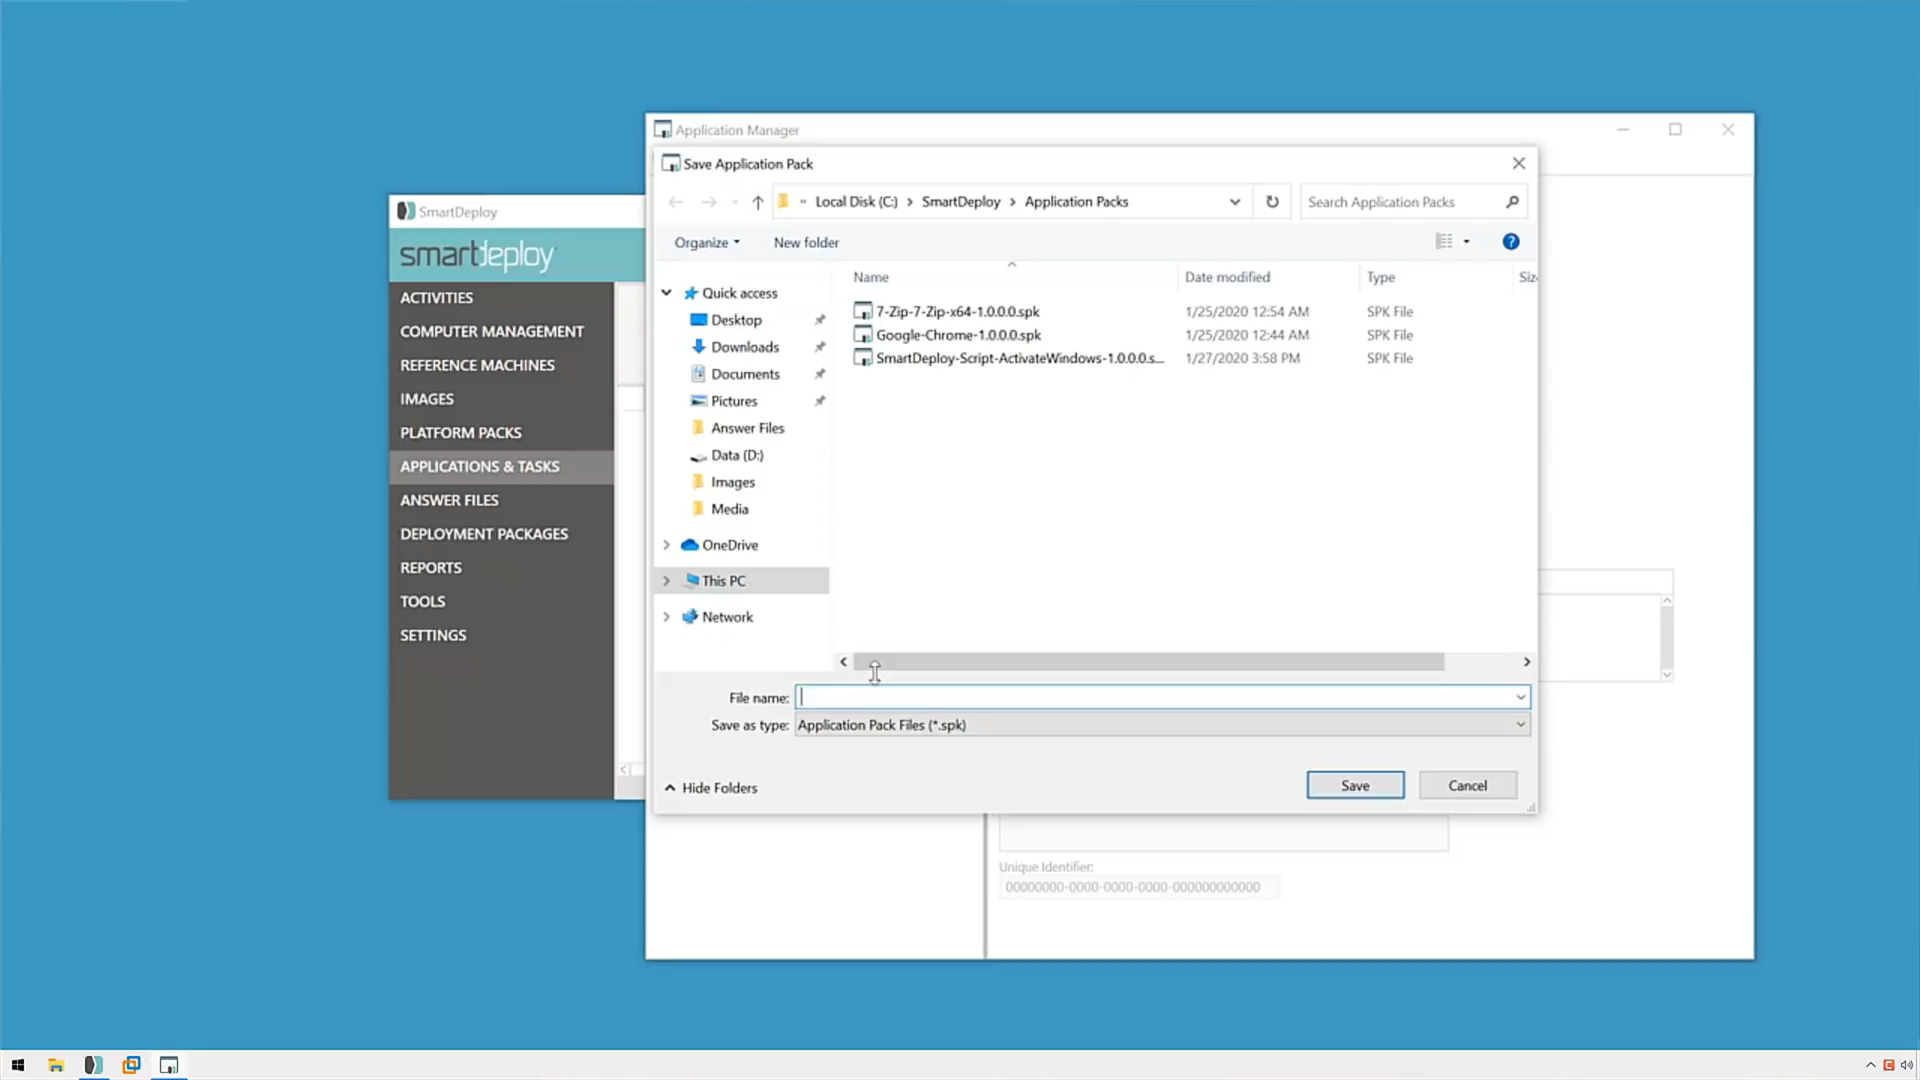 Application Manager
Save Application Pack
« Local Disk (C:) > SmartDeploy > Application Packs
Search Application Packs
SmartDeploy
smartdeploy
Organize
New folder
?
Name
Date modified
Type
Siz
ACTIVITIES
COMPUTER MANAGEMENT
REFERENCE MACHINES
IMAGES
PLATFORM PACKS
APPLICATIONS & TASKS
ANSWER FILES
DEPLOYMENT PACKAGES
REPORTS
TOOLS
SETTINGS
Quick access
Desktop
Downloads
Documents
Pictures
Answer Files
Data (D:)
Images
Media
OneDrive
This PC
Network
7-Zip-7-Zip-x64-1.0.0.0.spk 1/25/2020 12:54 AM SPK File
Google-Chrome-1.0.0.0.spk 1/25/2020 12:44 AM SPK File
SmartDeploy-Script-ActivateWindows-1.0.0.0.s... 1/27/2020 3:58 PM SPK File
File name:
Save as type: Application Pack Files (*.spk)
Hide Folders
Save
Cancel
Unique Identifier:
00000000-0000-0000-0000-000000000000